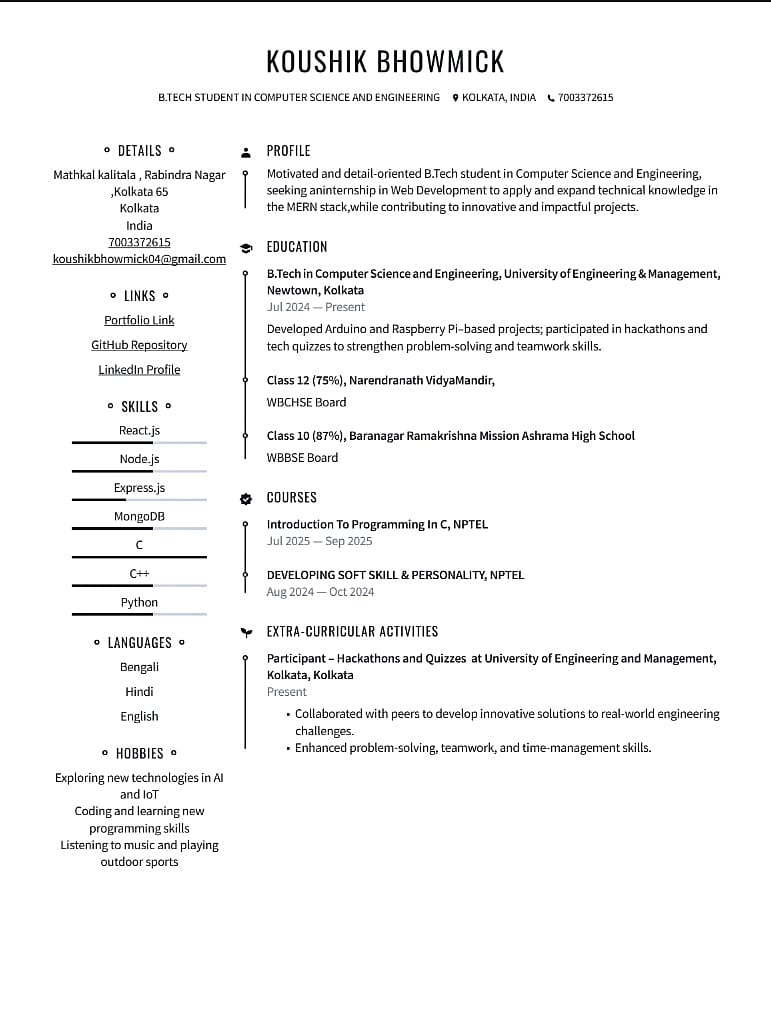 KOUSHIK BHOWMICK
B.TECH STUDENT IN COMPUTER SCIENCE AND ENGINEERING KOLKATA, INDIA 7003372615
DETAILS
Mathkal kalitala , Rabindra Nagar
,Kolkata 65
Kolkata
India
7003372615
koushikbhowmick04@gmail.com
LINKS
Portfolio Link
GitHub Repository
LinkedIn Profile
SKILLS
React.js
Node.js
Express.js
MongoDB
C
C++
Python
LANGUAGES
Bengali
Hindi
English
HOBBIES
Exploring new technologies in AI
and IoT
Coding and learning new
programming skills
Listening to music and playing
outdoor sports
PROFILE
Motivated and detail-oriented B.Tech student in Computer Science and Engineering,
seeking aninternship in Web Development to apply and expand technical knowledge in
the MERN stack,while contributing to innovative and impactful projects.
EDUCATION
B.Tech in Computer Science and Engineering, University of Engineering & Management,
Newtown, Kolkata
Jul 2024 — Present
Developed Arduino and Raspberry Pi–based projects; participated in hackathons and
tech quizzes to strengthen problem-solving and teamwork skills.
Class 12 (75%), Narendranath VidyaMandir,
WBCHSE Board
Class 10 (87%), Baranagar Ramakrishna Mission Ashrama High School
WBBSE Board
COURSES
Introduction To Programming In C, NPTEL
Jul 2025 — Sep 2025
DEVELOPING SOFT SKILL & PERSONALITY, NPTEL
Aug 2024 — Oct 2024
EXTRA-CURRICULAR ACTIVITIES
Participant – Hackathons and Quizzes at University of Engineering and Management,
Kolkata, Kolkata
Present
▪ Collaborated with peers to develop innovative solutions to real-world engineering
challenges.
▪ Enhanced problem-solving, teamwork, and time-management skills.